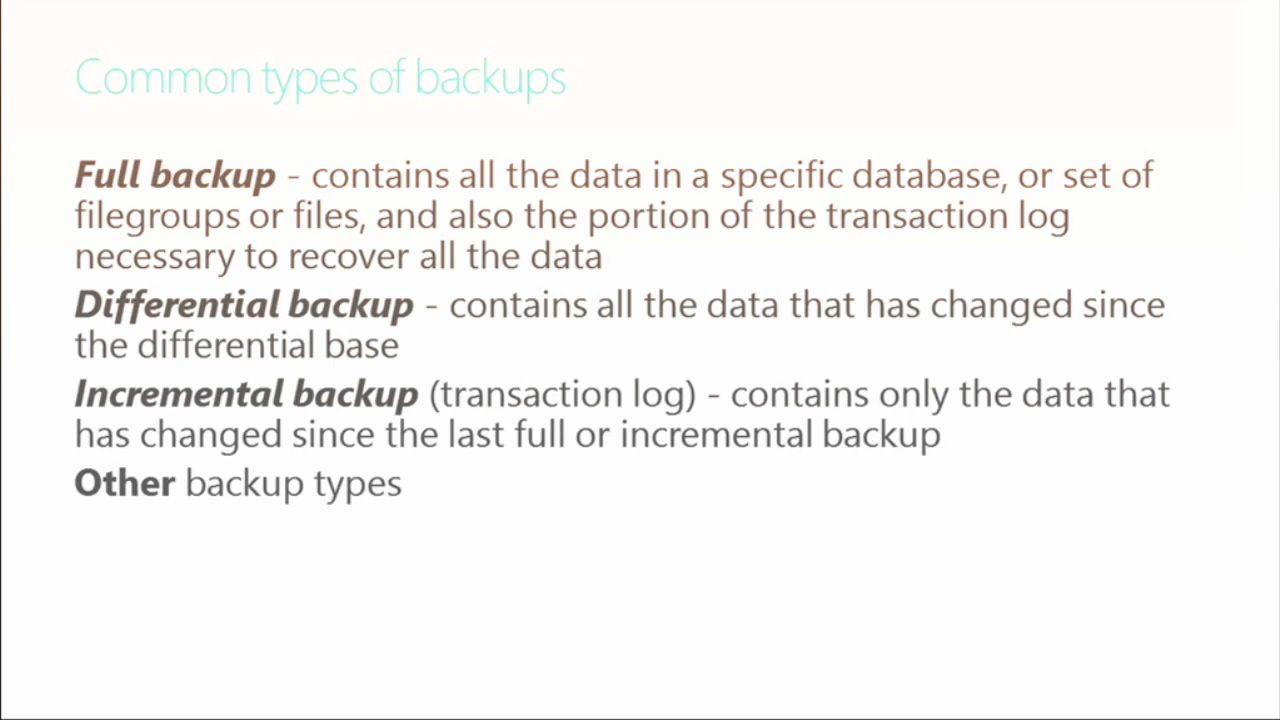 Common types of backups
Full backup - contains all the data in a specific database, or set of
filegroups or files, and also the portion of the transaction log
necessary to recover all the data
Differential backup - contains all the data that has changed since
the differential base
Incremental backup (transaction log) - contains only the data that
has changed since the last full or incremental backup
Other backup types